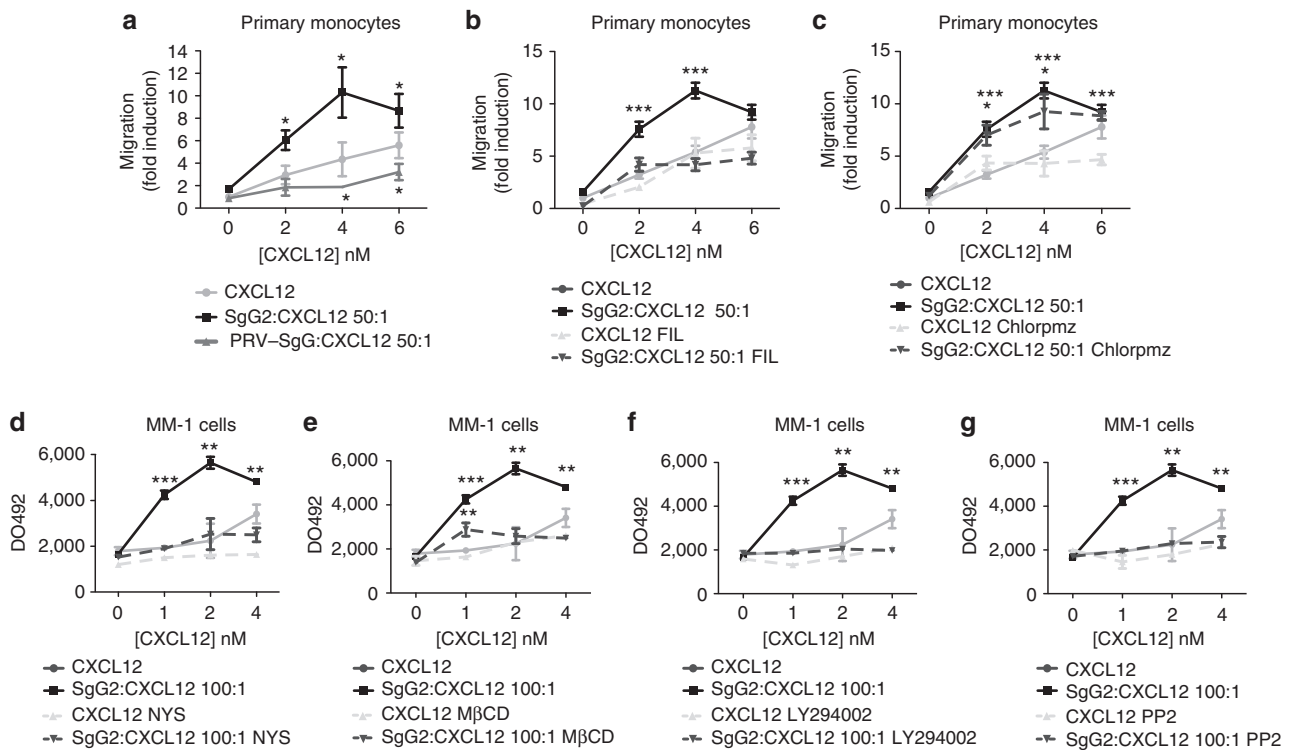 a
Primary monocytes
Migration
(fold induction)
14
12
10
8
6
4
2
0
*
*
*
*
*
0 2 4 6
[CXCL12] nM
CXCL12
SgG2:CXCL12 50:1
PRV–SgG:CXCL12 50:1
b
Primary monocytes
Migration
(fold induction)
15
10
5
0
***
***
0 2 4 6
[CXCL12] nM
CXCL12
SgG2:CXCL12 50:1
CXCL12 FIL
SgG2:CXCL12 50:1 FIL
c
Primary monocytes
Migration
(fold induction)
15
10
5
0
***
*
***
*
***
0 2 4 6
[CXCL12] nM
CXCL12
SgG2:CXCL12 50:1
CXCL12 Chlorpmz
SgG2:CXCL12 50:1 Chlorpmz
d
MM-1 cells
DO492
6,000
4,000
2,000
0
***
**
**
0 1 2 4
[CXCL12] nM
CXCL12
SgG2:CXCL12 100:1
CXCL12 NYS
SgG2:CXCL12 100:1 NYS
e
MM-1 cells
DO492
6,000
4,000
2,000
0
***
**
**
**
0 1 2 4
[CXCL12] nM
CXCL12
SgG2:CXCL12 100:1
CXCL12 MβCD
SgG2:CXCL12 100:1 MβCD
f
MM-1 cells
DO492
6,000
4,000
2,000
0
***
**
**
0 1 2 4
[CXCL12] nM
CXCL12
SgG2:CXCL12 100:1
CXCL12 LY294002
SgG2:CXCL12 100:1 LY294002
g
MM-1 cells
DO492
6,000
4,000
2,000
0
***
**
**
0 1 2 4
[CXCL12] nM
CXCL12
SgG2:CXCL12 100:1
CXCL12 PP2
SgG2:CXCL12 100:1 PP2